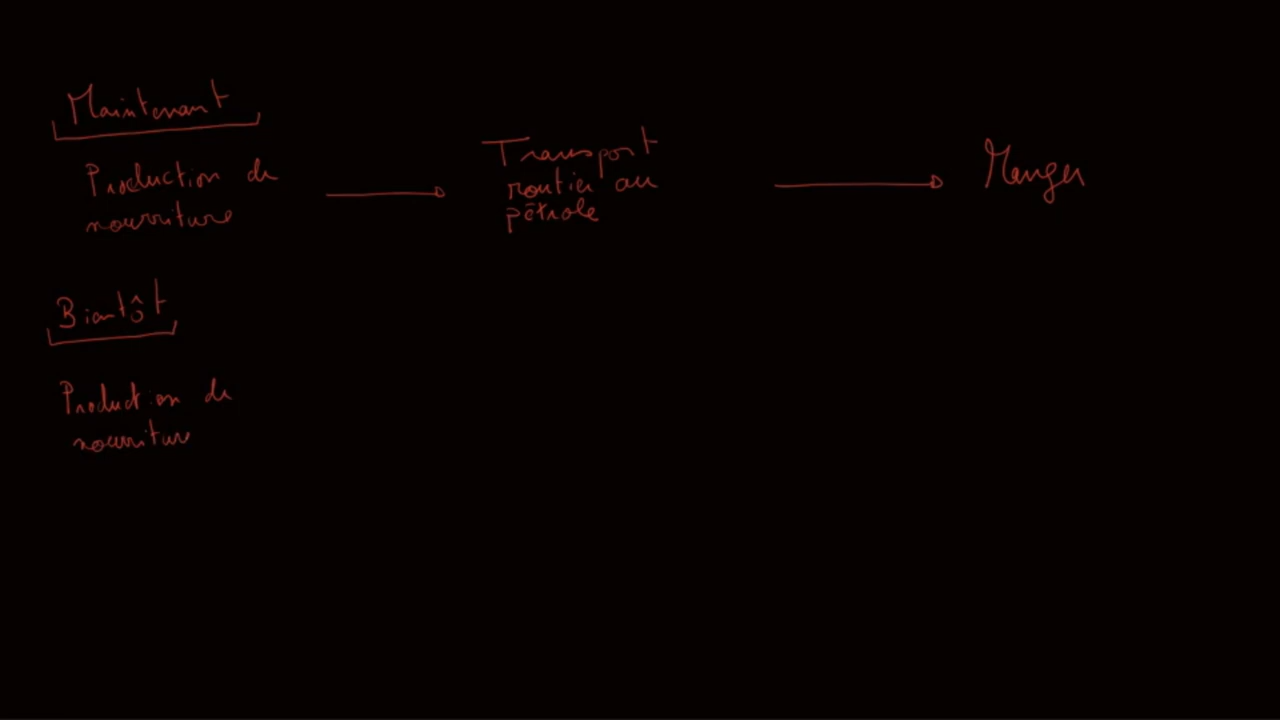 Maintenant
Production de
nourriture
Transport
routier au
pétrole
Manger
Bientôt
Production de
nourriture